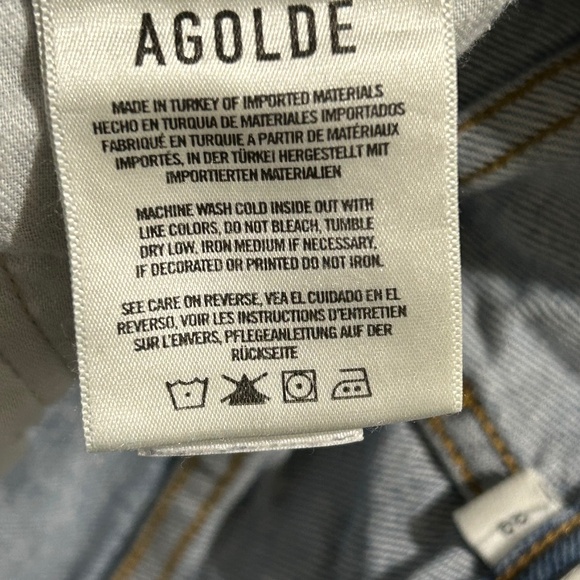 AGOLDE
MADE IN TURKEY OF IMPORTED MATERIALS
HECHO EN TURQUIA DE MATERIALES IMPORTADOS
FABRIQUÉ EN TURQUIE A PARTIR DE MATÉRIAUX
IMPORTÉS, IN DER TÜRKEI HERGESTELLT MIT
IMPORTIERTEN MATERIALIEN
MACHINE WASH COLD INSIDE OUT WITH
LIKE COLORS, DO NOT BLEACH, TUMBLE
DRY LOW, IRON MEDIUM IF NECESSARY,
IF DECORATED OR PRINTED DO NOT IRON.
SEE CARE ON REVERSE, VEA EL CUIDADO EN EL
REVERSO, VOIR LES INSTRUCTIONS D'ENTRETIEN
SUR L'ENVERS, PFLEGEANLEITUNG AUF DER
RÜCKSEITE